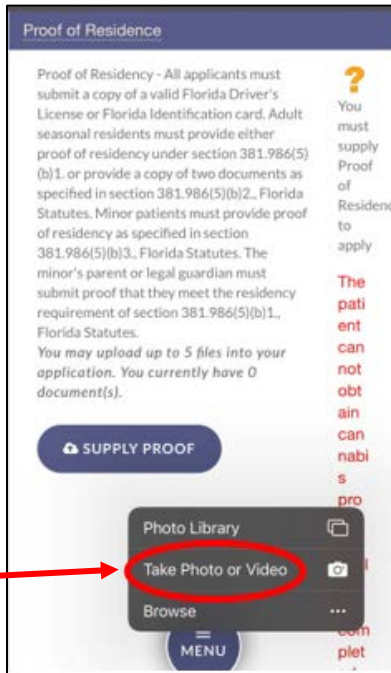 Proof of Residence
Proof of Residency - All applicants must
submit a copy of a valid Florida Driver's
License or Florida Identification card. Adult
seasonal residents must provide either
proof of residency under section 381.986(5)
(b)1. or provide a copy of two documents as
specified in section 381.986(5)(b)2., Florida
Statutes. Minor patients must provide proof
of residency as specified in section
381.986(5)(b)3., Florida Statutes. The
minor's parent or legal guardian must
submit proof that they meet the residency
requirement of section 381.986(5)(b)1.,
Florida Statutes.
You may upload up to 5 files into your
application. You currently have 0
document(s).
SUPPLY PROOF
?
You
must
supply
Proof
of
Residenc
to
apply
The
pati
ent
can
not
obt
ain
can
nabi
s
pro
Photo Library
Take Photo or Video
Browse
MENU
com
plet